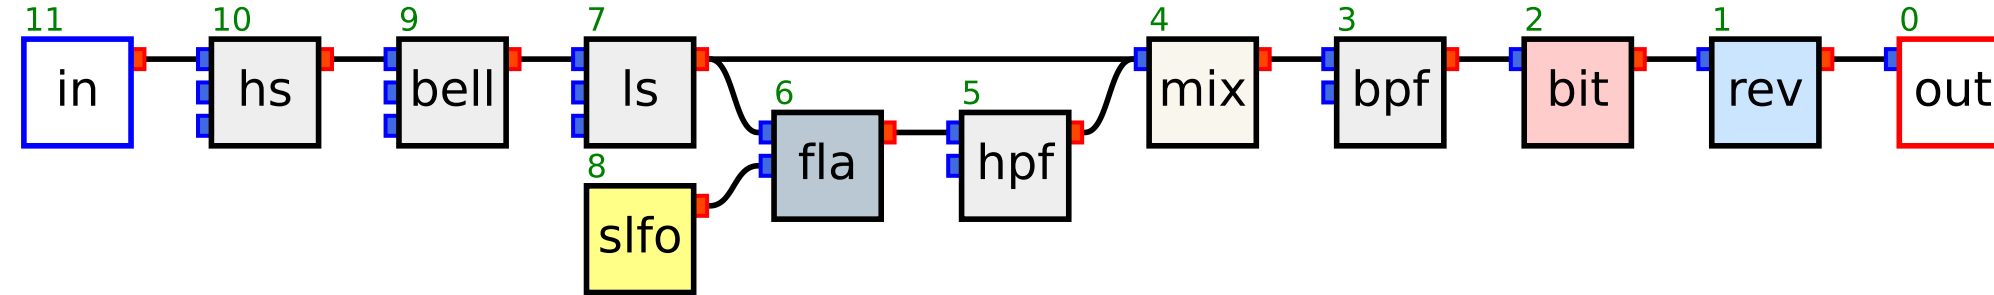 11 10 9 7 4 3 2 1 0
in hs bell ls mix bpf bit rev out
6 5
fla hpf
8
slfo